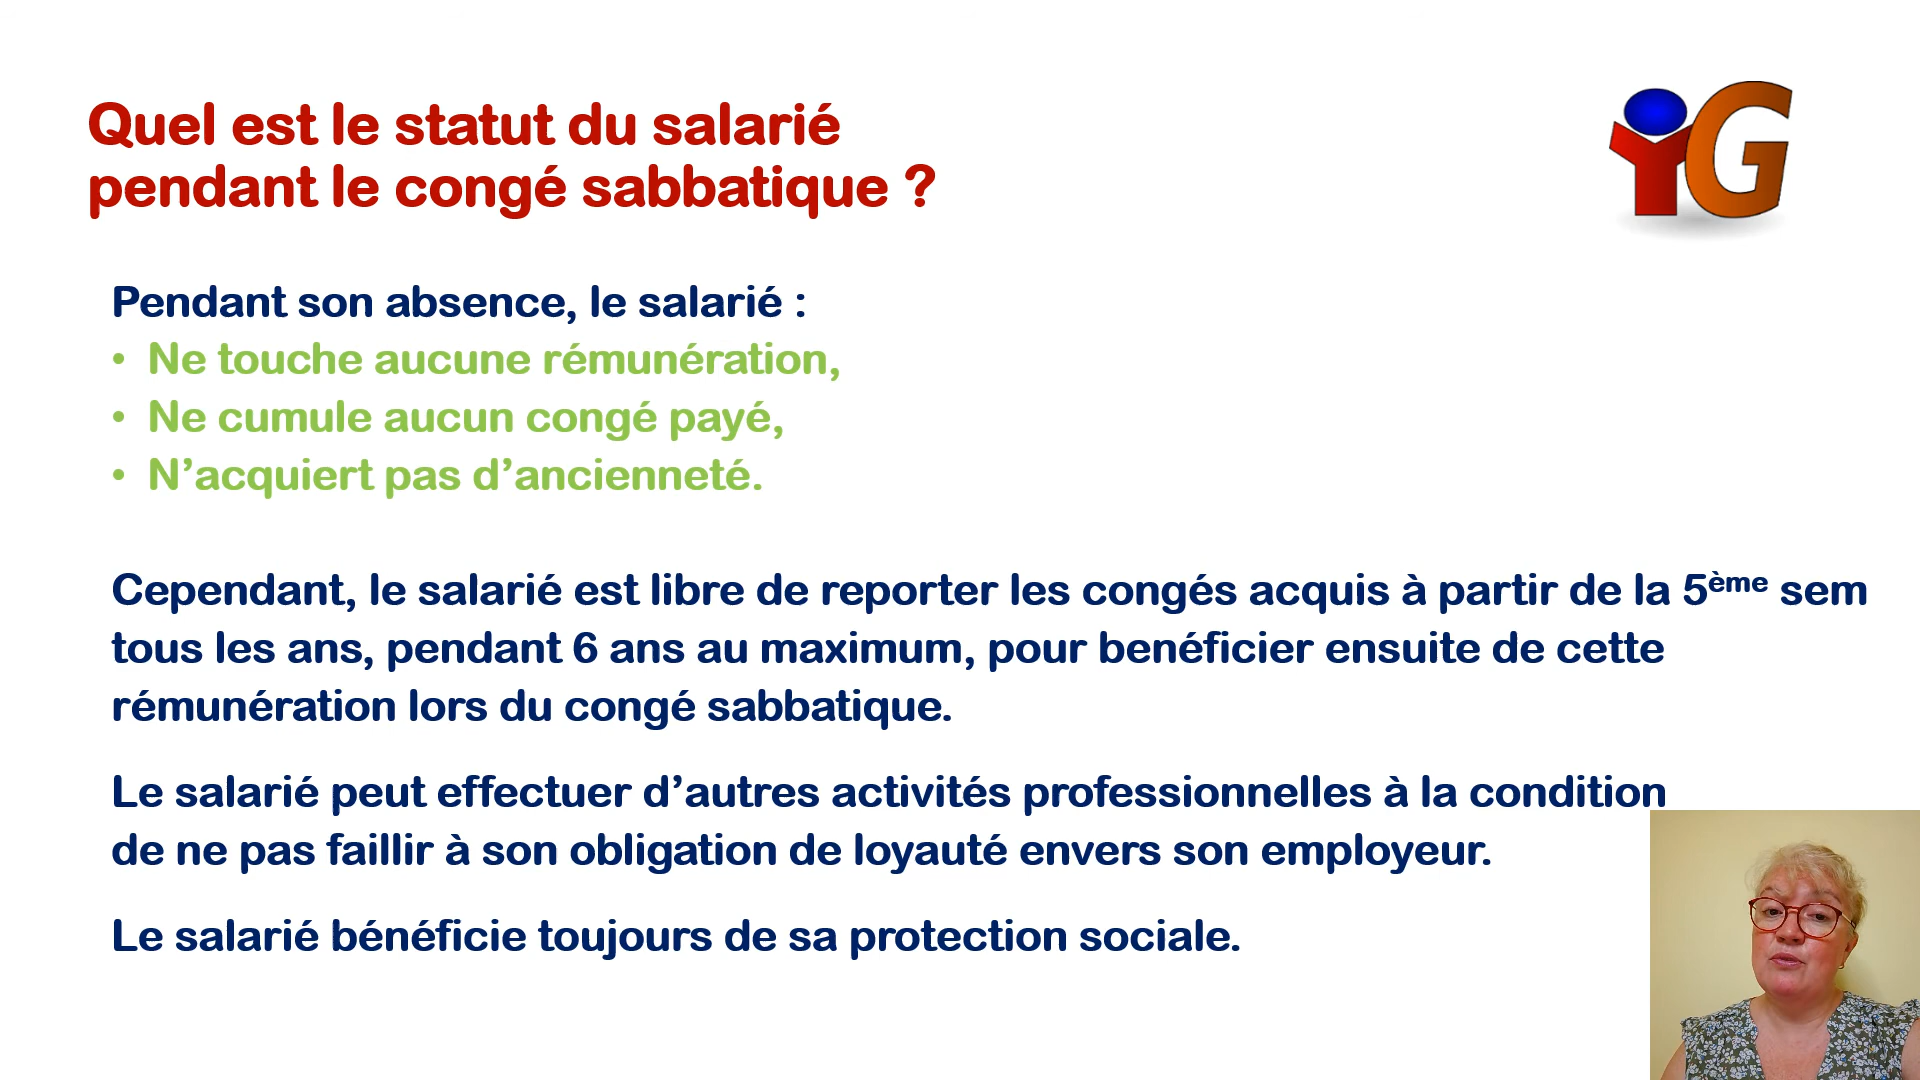 Quel est le statut du salarié
pendant le congé sabbatique ?
G
Pendant son absence, le salarié :
• Ne touche aucune rémunération,
• Ne cumule aucun congé payé,
• N’acquiert pas d’ancienneté.
Cependant, le salarié est libre de reporter les congés acquis à partir de la 5ème sem
tous les ans, pendant 6 ans au maximum, pour benéficier ensuite de cette
rémunération lors du congé sabbatique.
Le salarié peut effectuer d’autres activités professionnelles à la condition
de ne pas faillir à son obligation de loyauté envers son employeur.
Le salarié bénéficie toujours de sa protection sociale.